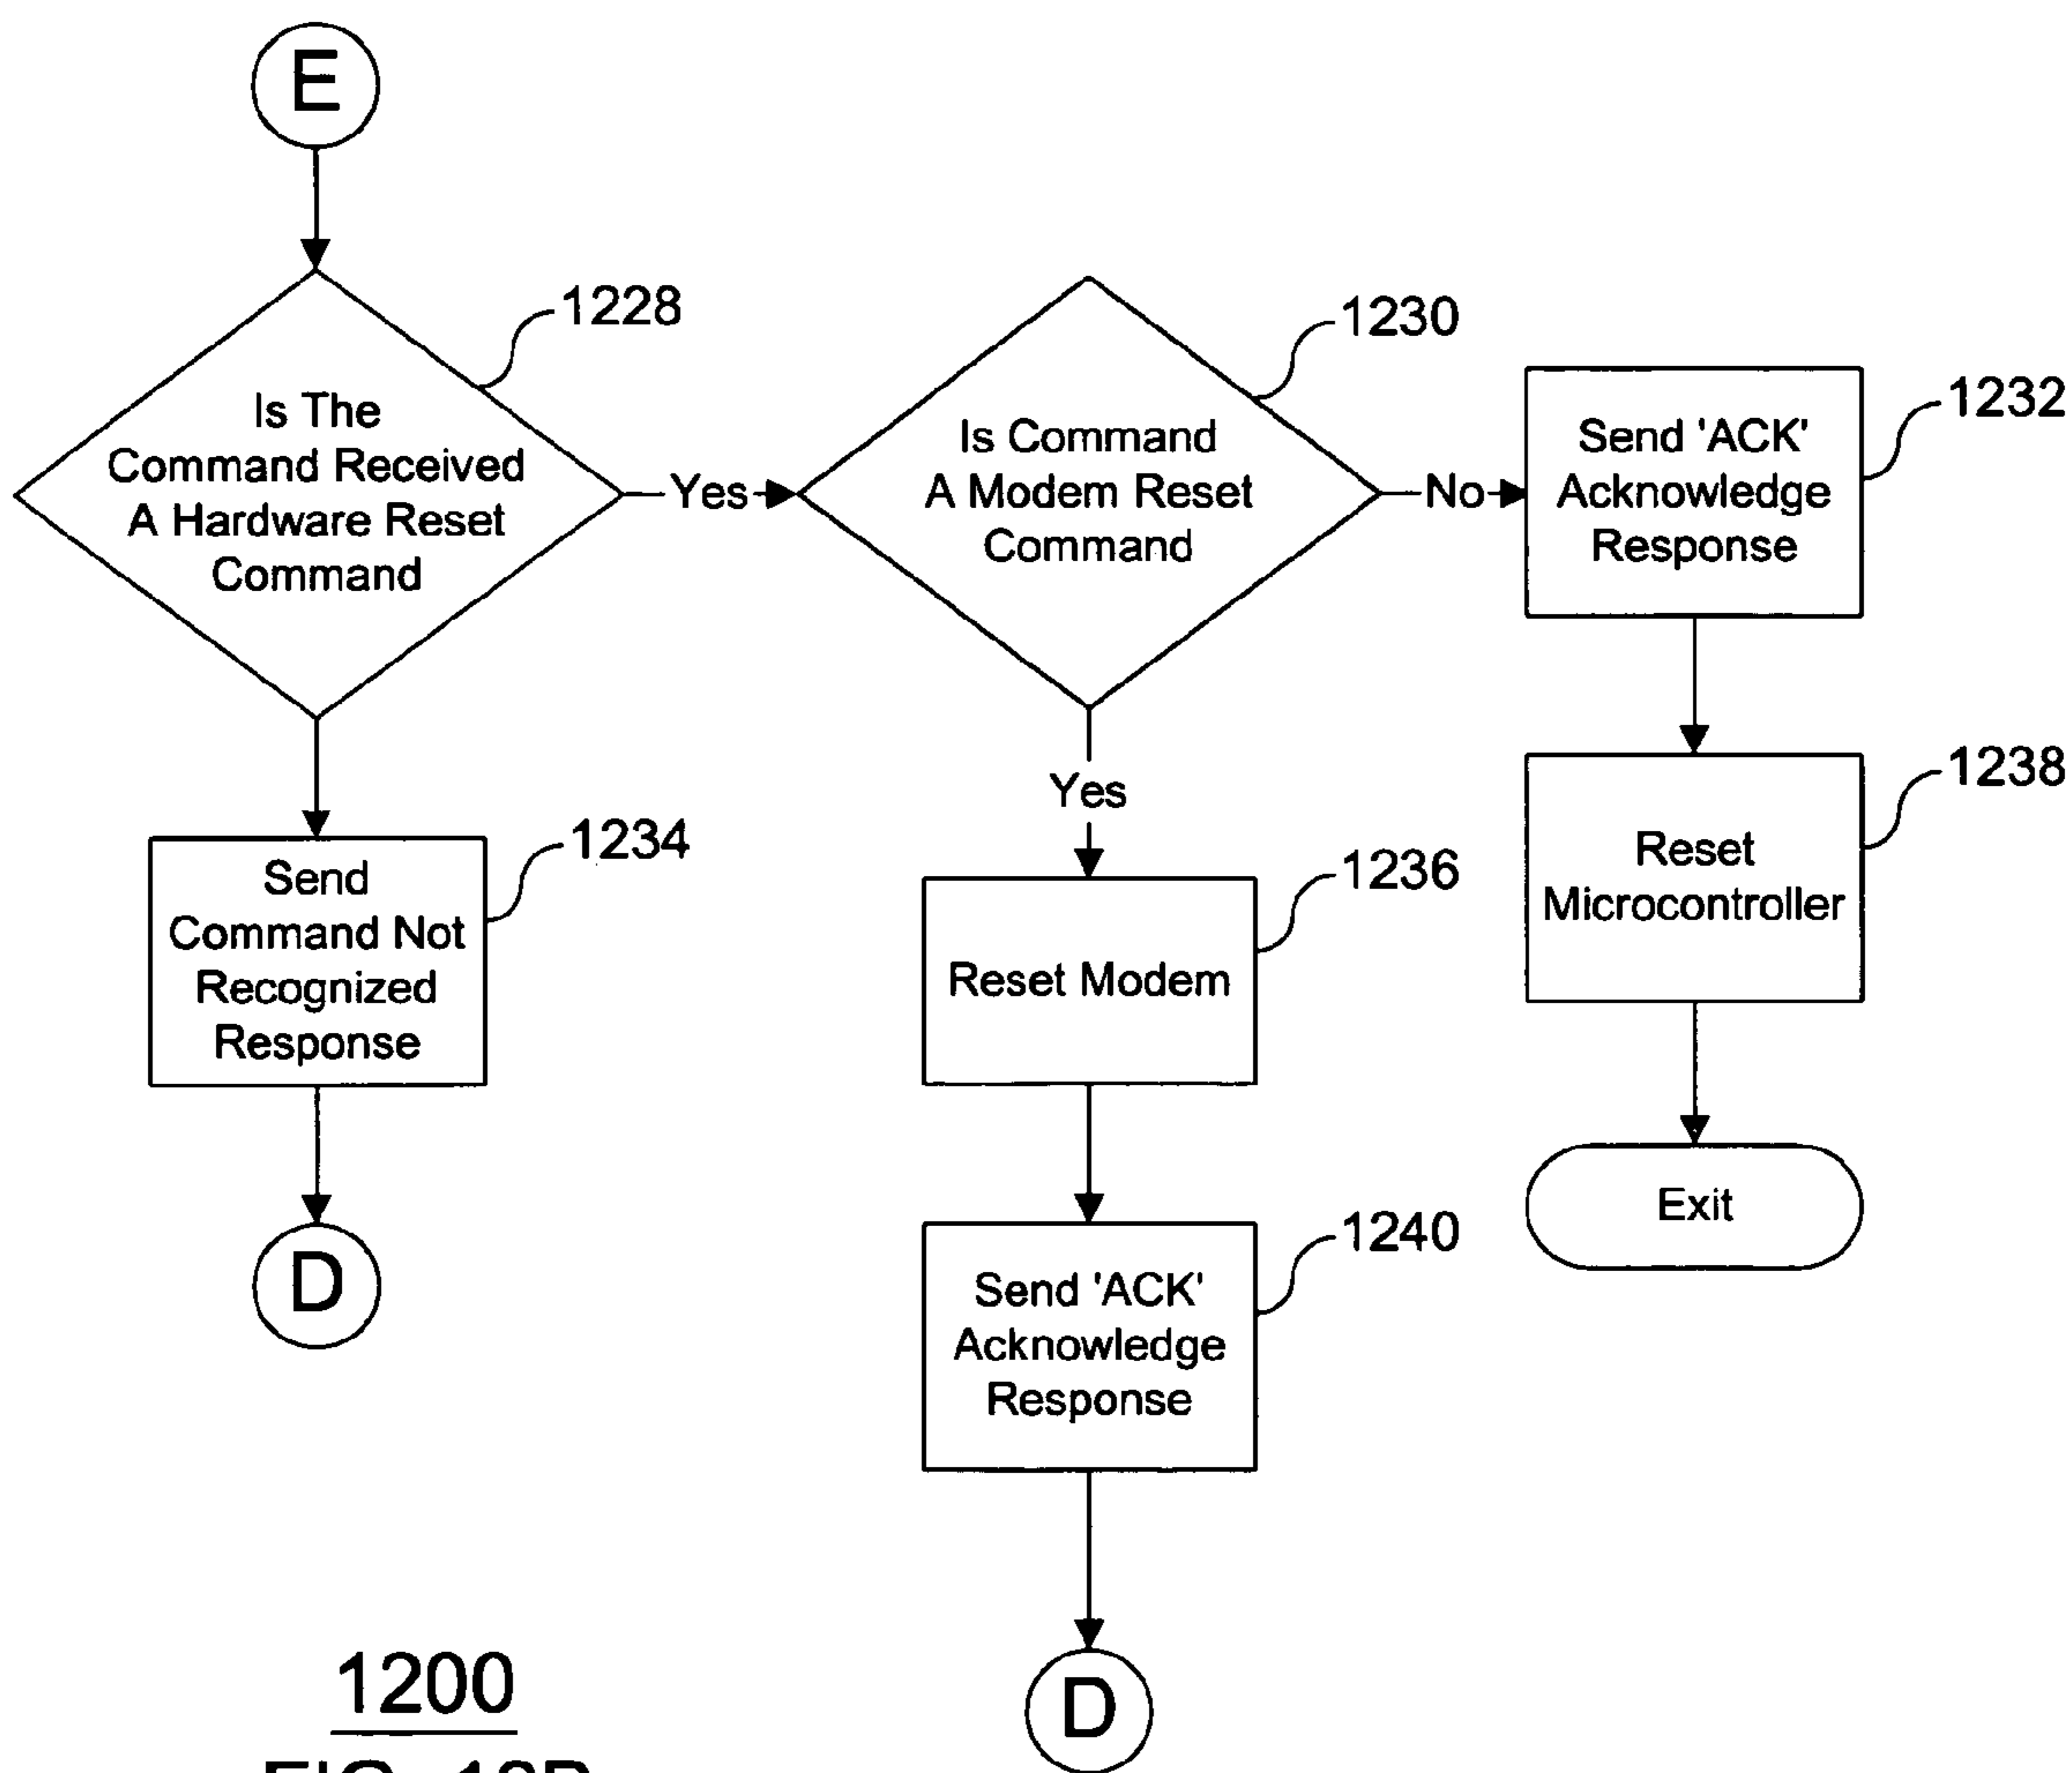 E
1228
Is The
Command Received
A Hardware Reset
Command
Yes
1230
Is Command
A Modem Reset
Command
No
1232
Send 'ACK'
Acknowledge
Response
Yes
1234
Send
Command Not
Recognized
Response
1236
Reset Modem
1238
Reset
Microcontroller
D
1240
Send 'ACK'
Acknowledge
Response
Exit
D
1200